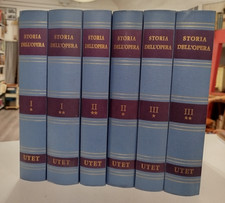 STORIA
DELL'OPERA
I
*
UTET
STORIA
DELL'OPERA
I
**
UTET
STORIA
DELL'OPERA
II
**
UTET
STORIA
DELL'OPERA
II
*
UTET
STORIA
DELL'OPERA
III
*
UTET
STORIA
DELL'OPERA
III
**
UTET